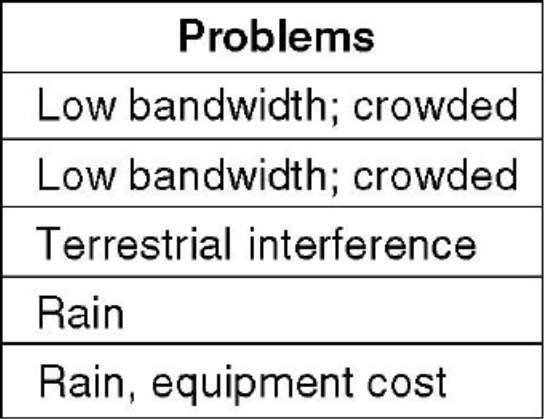 Problems
Low bandwidth; crowded
Low bandwidth; crowded
Terrestrial interference
Rain
Rain, equipment cost